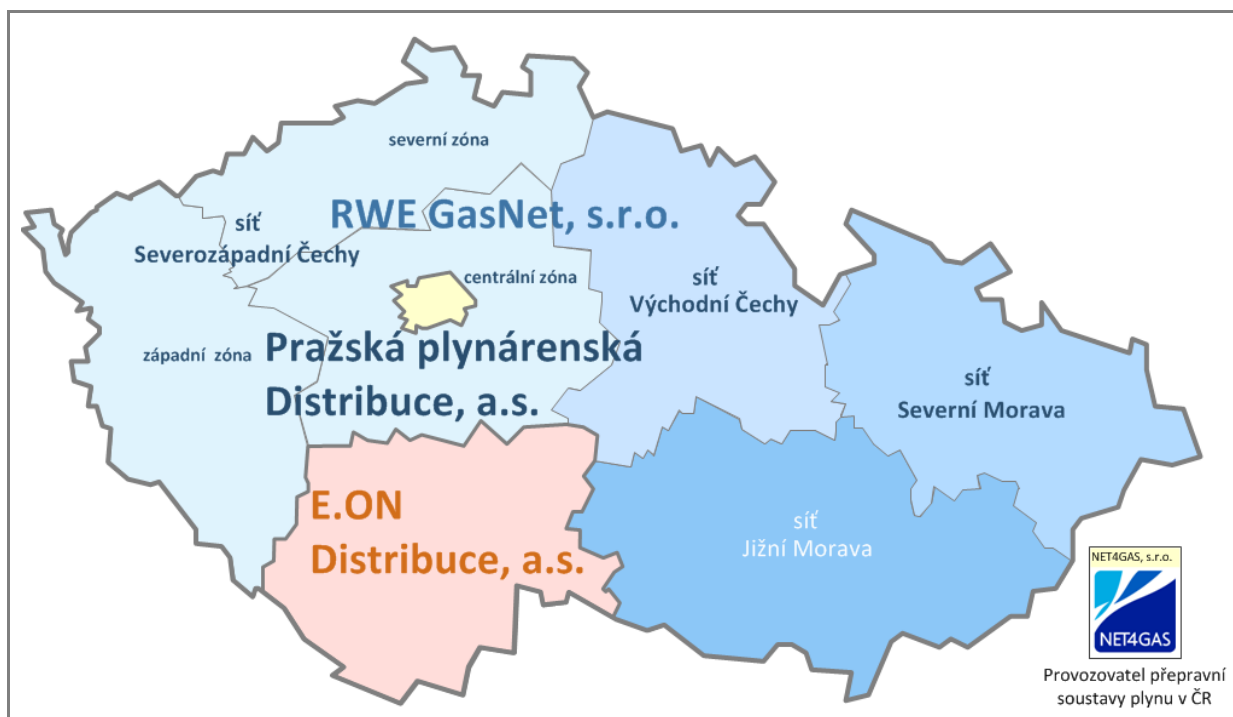 severní zóna
RWE GasNet, s.r.o.
síť
Severozápadní Čechy
centrální zóna
síť
Východní Čechy
západní zóna
Pražská plynárenská
Distribuce, a.s.
síť
Severní Morava
E.ON
Distribuce, a.s.
síť
Jižní Morava
NET4GAS, s.r.o.
NET4GAS
Provozovatel přepravní
soustavy plynu v ČR